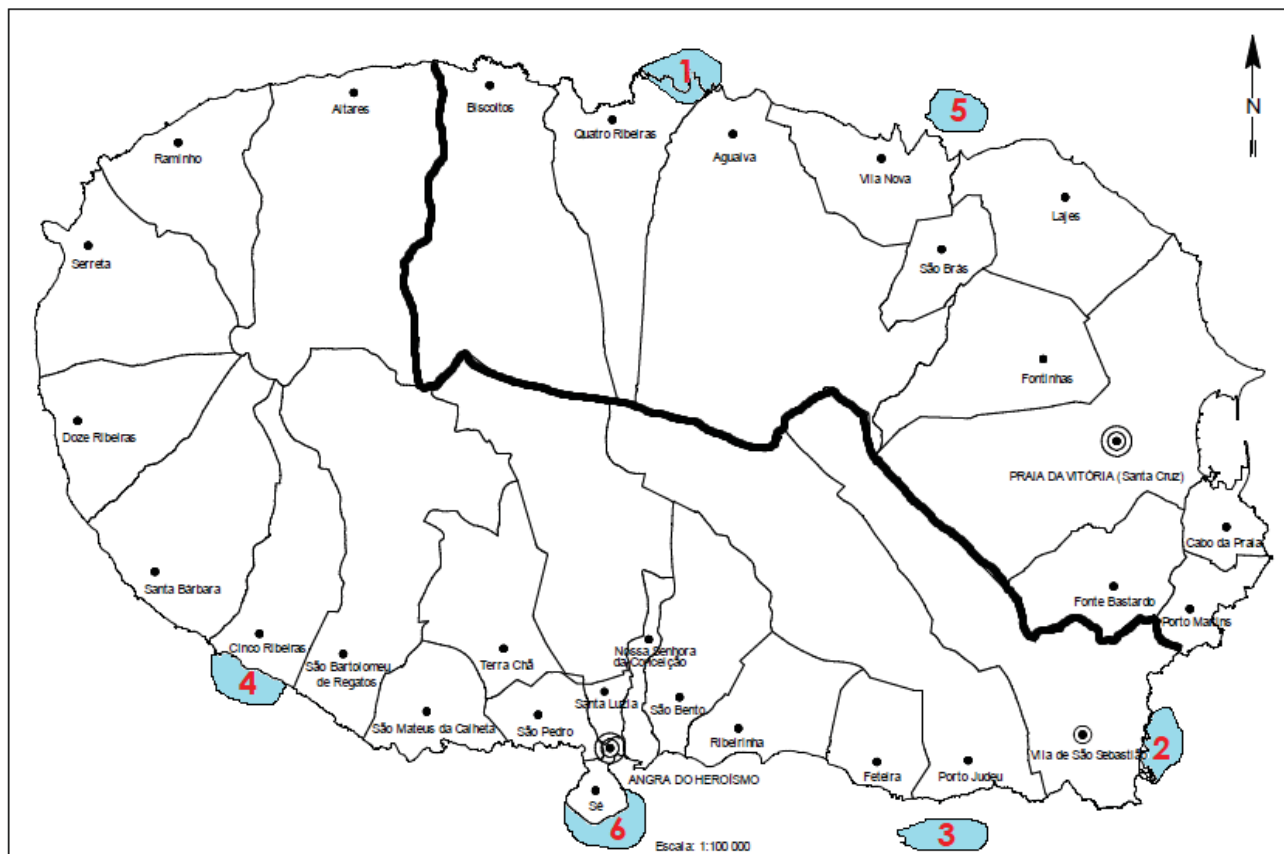 1
N
Altares
Biscoitos
5
Quatro Ribeiras
Agualva
Raminho
Vila Nova
Lajes
Serreta
São Brás
Fontinhas
Doze Ribeiras
PRAIA DA VITÓRIA (Santa Cruz)
Cabo da Praia
Santa Bárbara
Fonte Bastardo
Porto Martins
Cinco Ribeiras
São Bartolomeu
de Regatos
Terra Chã
Nossa Senhora
da Conceição
4
Santa Luzia
São Bento
São Mateus da Calheta
São Pedro
Ribeirinha
Vila de São Sebastião
2
ANGRA DO HEROÍSMO
Feteira
Porto Judeu
Sé
6
3
Escala: 1:100 000